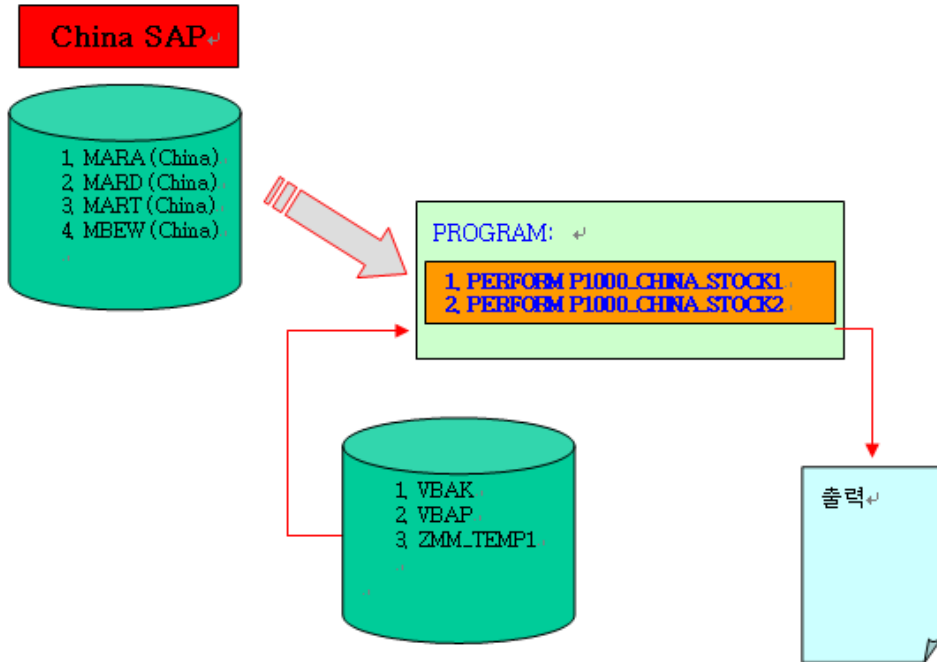 China SAP↵
1, MARA (China)
2, MARD (China)
3, MART (China)
4, MBEW (China)
PROGRAM: ↵
1, PERFORM P1000_CHINA_STOCK1
2, PERFORM P1000_CHINA_STOCK2
1, VBAK
2, VBAP
3, ZMM_TEMP1
출력↵